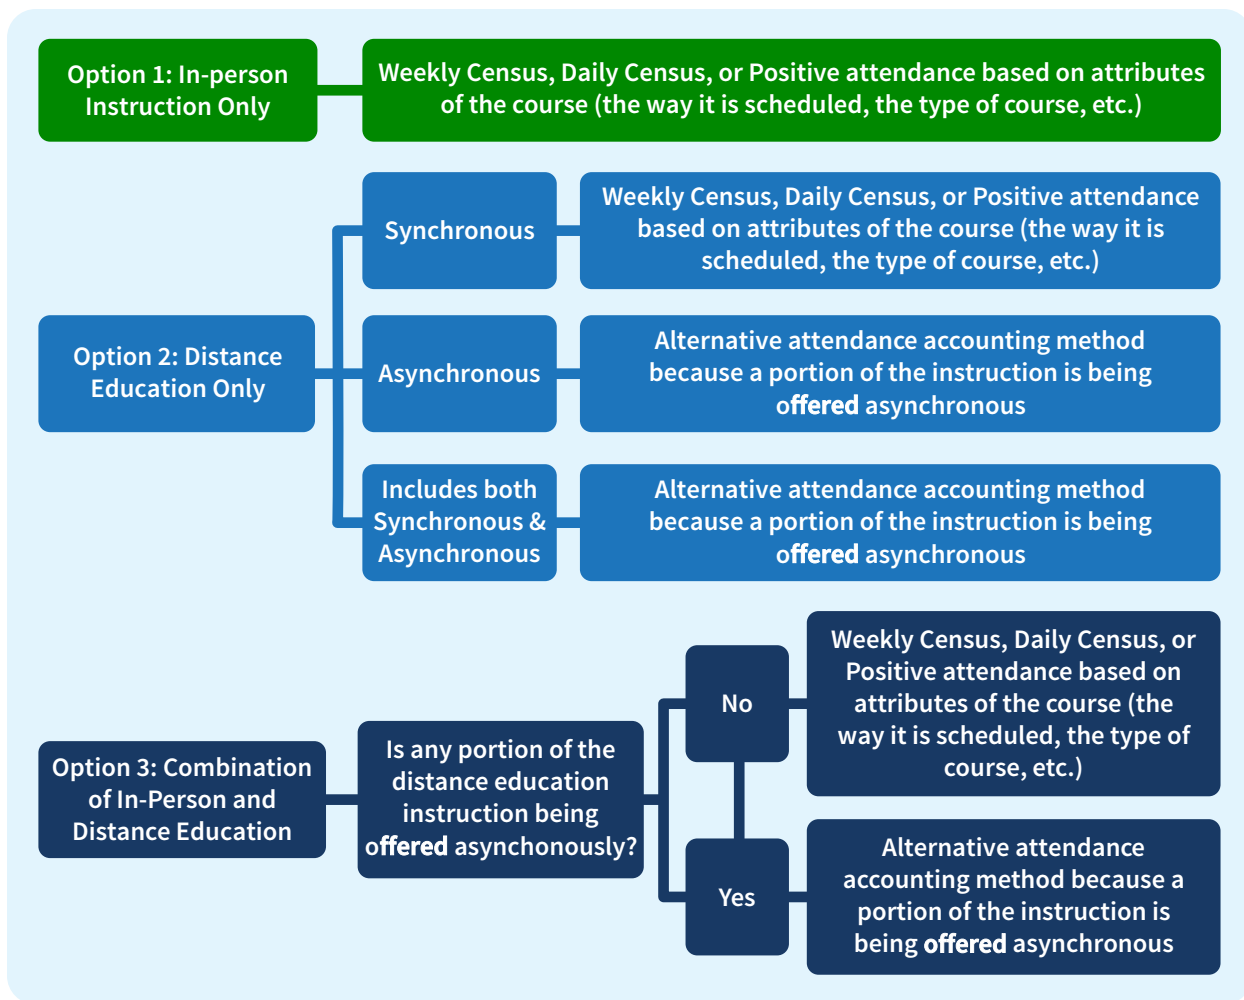 Option 1: In-person
Instruction Only
Weekly Census, Daily Census, or Positive attendance based on attributes
of the course (the way it is scheduled, the type of course, etc.)
Option 2: Distance
Education Only
Synchronous
Weekly Census, Daily Census, or Positive attendance
based on attributes of the course (the way it is
scheduled, the type of course, etc.)
Asynchronous
Alternative attendance accounting method
because a portion of the instruction is being
offered asynchronous
Includes both
Synchronous &
Asynchronous
Alternative attendance accounting method
because a portion of the instruction is being
offered asynchronous
Option 3: Combination
of In-Person and
Distance Education
Is any portion of the
distance education
instruction being
offered asynchonously?
No
Weekly Census, Daily Census, or
Positive attendance based on
attributes of the course (the
way it is scheduled, the type of
course, etc.)
Yes
Alternative attendance
accounting method because a
portion of the instruction is
being offered asynchronous